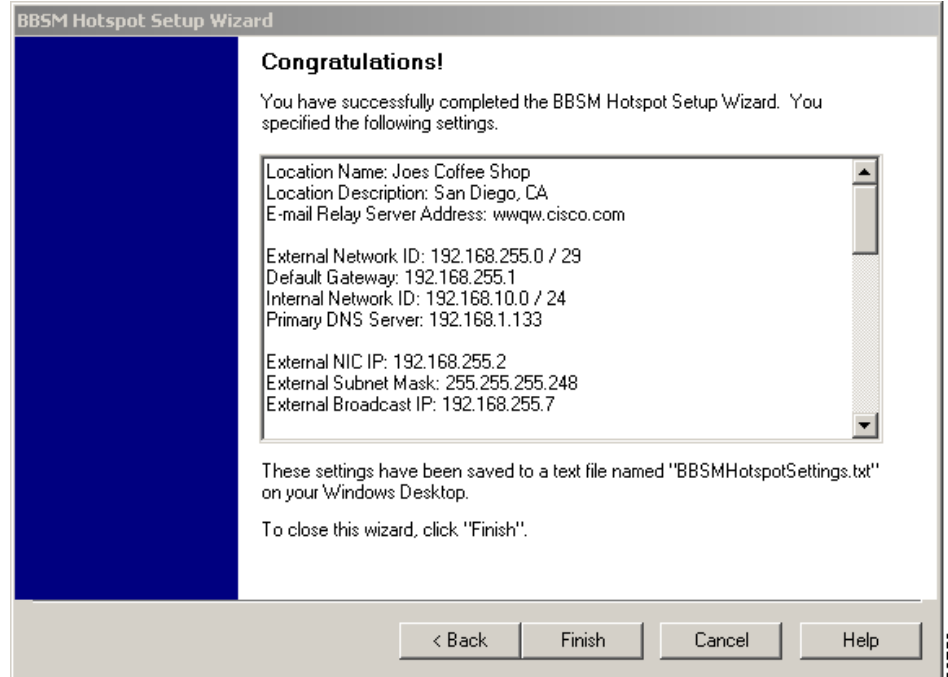 BBSM Hotspot Setup Wizard
Congratulations!
You have successfully completed the BBSM Hotspot Setup Wizard. You
specified the following settings.
Location Name: Joes Coffee Shop
Location Description: San Diego, CA
E-mail Relay Server Address: wwqw.cisco.com
External Network ID: 192.168.255.0 / 29
Default Gateway: 192.168.255.1
Internal Network ID: 192.168.10.0 / 24
Primary DNS Server: 192.168.1.133
External NIC IP: 192.168.255.2
External Subnet Mask: 255.255.255.248
External Broadcast IP: 192.168.255.7
These settings have been saved to a text file named "BBSMHotspotSettings.txt"
on your Windows Desktop.
To close this wizard, click "Finish".
< Back
Finish
Cancel
Help